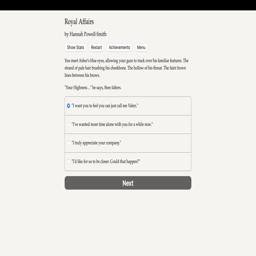 Royal Affairs
by Hannah Powell-Smith
Show Stats Restart Achievements Menu
You meet Asher's blue eyes, allowing your gaze to track over his familiar features. The
strand of pale hair brushing his cheekbone. The hollow of his throat. The faint frown
lines between his brows.
"Your Highness…" he says, then falters.
"I want you to feel you can just call me Valen."
"I've wanted more time alone with you for a while now."
"I truly appreciate your company."
"I'd like for us to be closer. Could that happen?"
Next